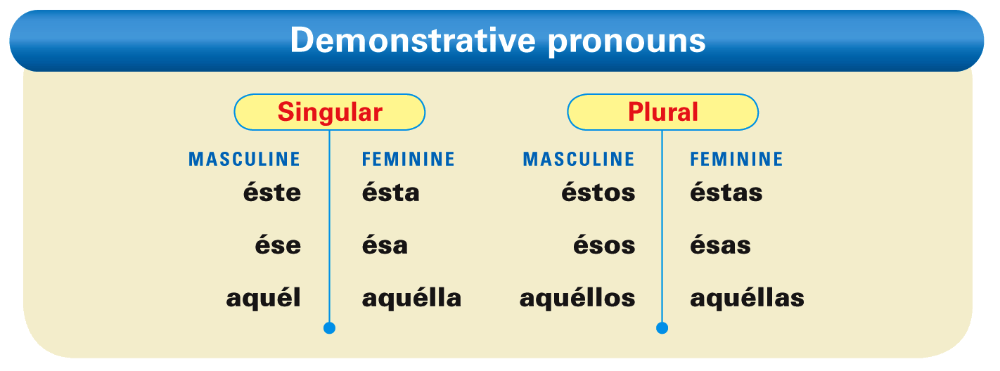 Demonstrative pronouns
Singular Plural
MASCULINE FEMININE MASCULINE FEMININE
éste ésta éstos éstas
ése ésa ésos ésas
aquél aquélla aquéllos aquéllas